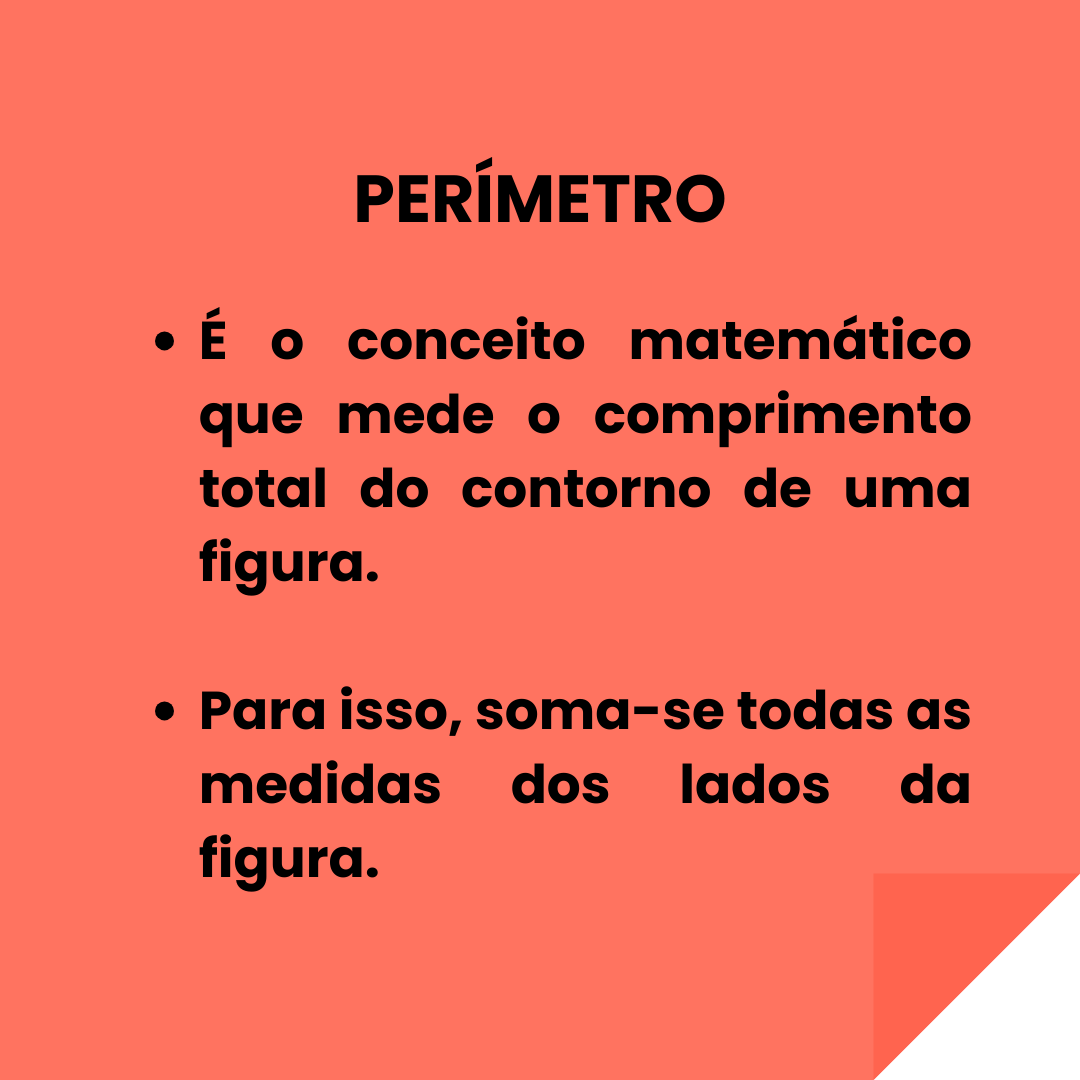 PERÍMETRO
• É o conceito matemático
que mede o comprimento
total do contorno de uma
figura.
• Para isso, soma-se todas as
medidas dos lados da
figura.